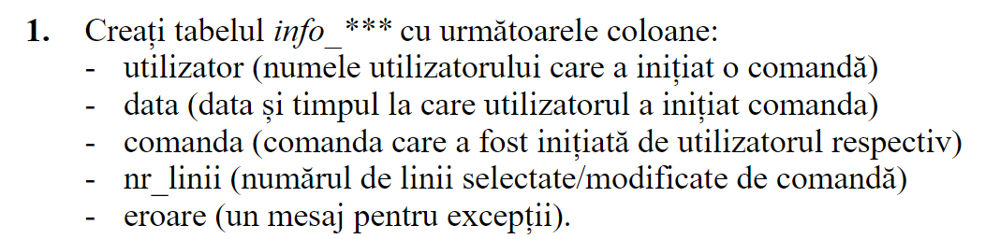 1. Creați tabelul info_*** cu următoarele coloane:
- utilizator (numele utilizatorului care a inițiat o comandă)
- data (data și timpul la care utilizatorul a inițiat comanda)
- comanda (comanda care a fost inițiată de utilizatorul respectiv)
- nr_linii (numărul de linii selectate/modificate de comandă)
- eroare (un mesaj pentru excepții).